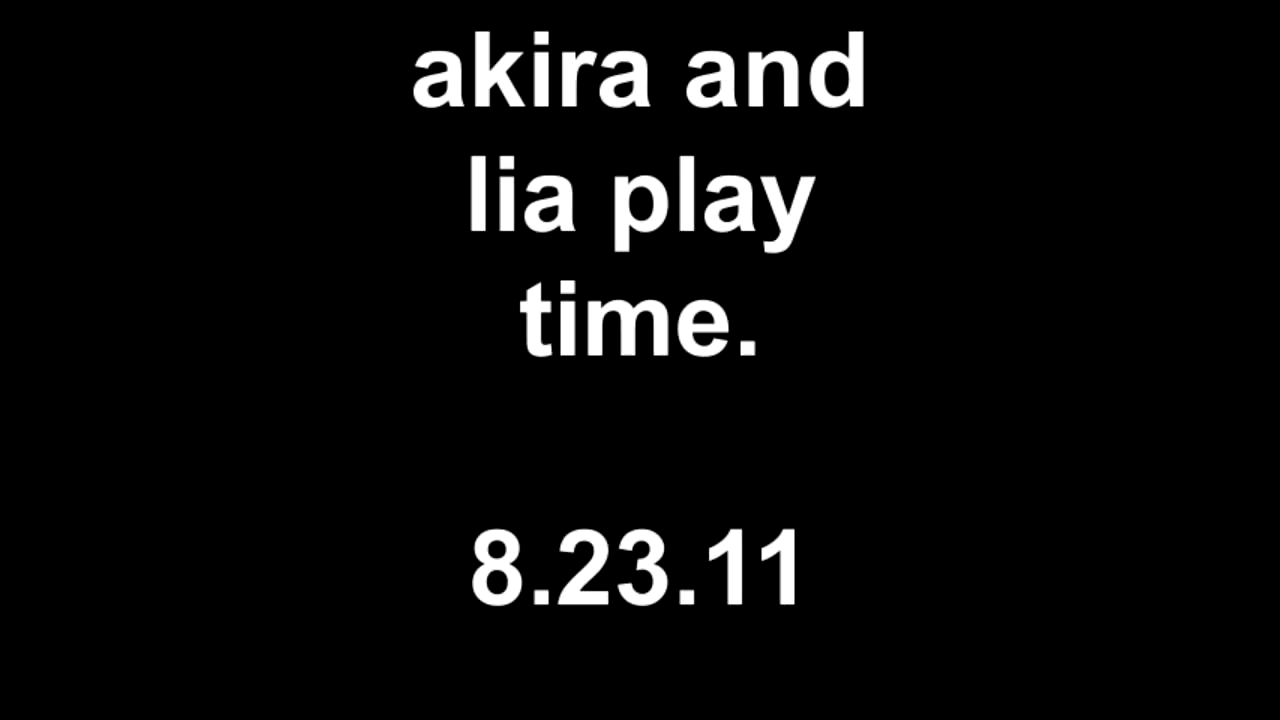 akira and
lia play
time.
8.23.11